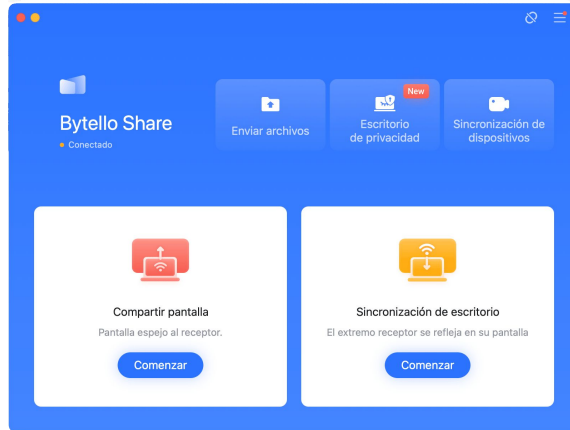 Bytello Share
Conectado
Enviar archivos
New
Escritorio
de privacidad
Sincronización de
dispositivos
Compartir pantalla
Pantalla espejo al receptor.
Comenzar
Sincronización de escritorio
El extremo receptor se refleja en su pantalla
Comenzar